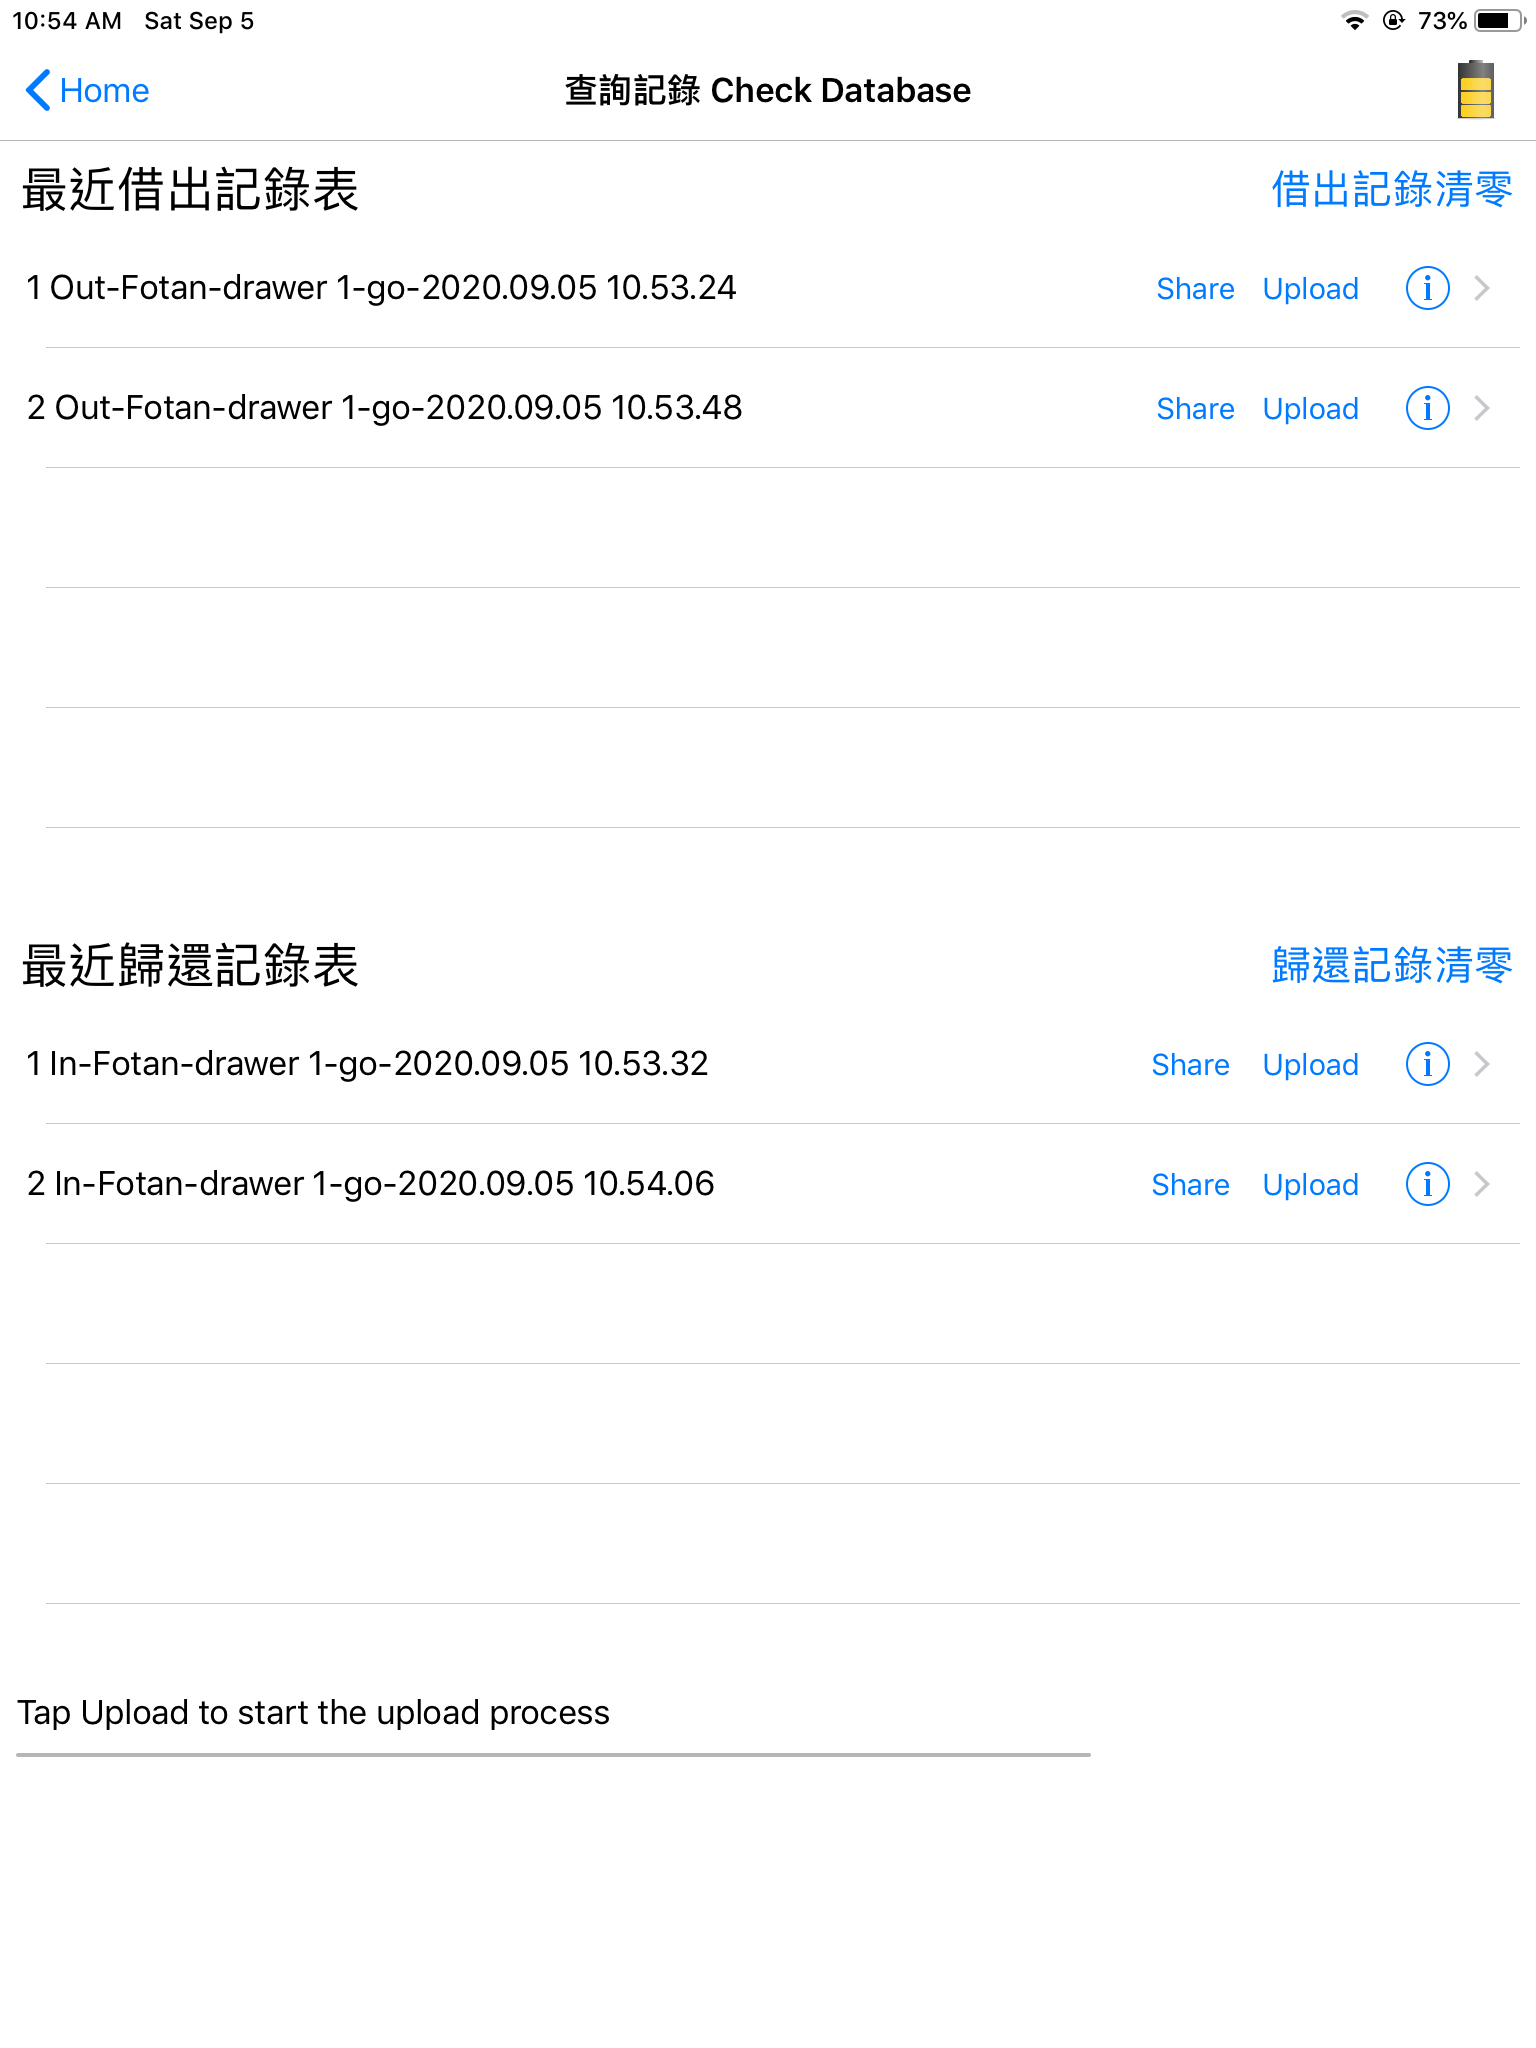 10:54 AM Sat Sep 5 73%
Home 查詢記錄 Check Database
最近借出記錄表 借出記錄清零
1 Out-Fotan-drawer 1-go-2020.09.05 10.53.24 Share Upload i
2 Out-Fotan-drawer 1-go-2020.09.05 10.53.48 Share Upload i
最近歸還記錄表 歸還記錄清零
1 In-Fotan-drawer 1-go-2020.09.05 10.53.32 Share Upload i
2 In-Fotan-drawer 1-go-2020.09.05 10.54.06 Share Upload i
Tap Upload to start the upload process